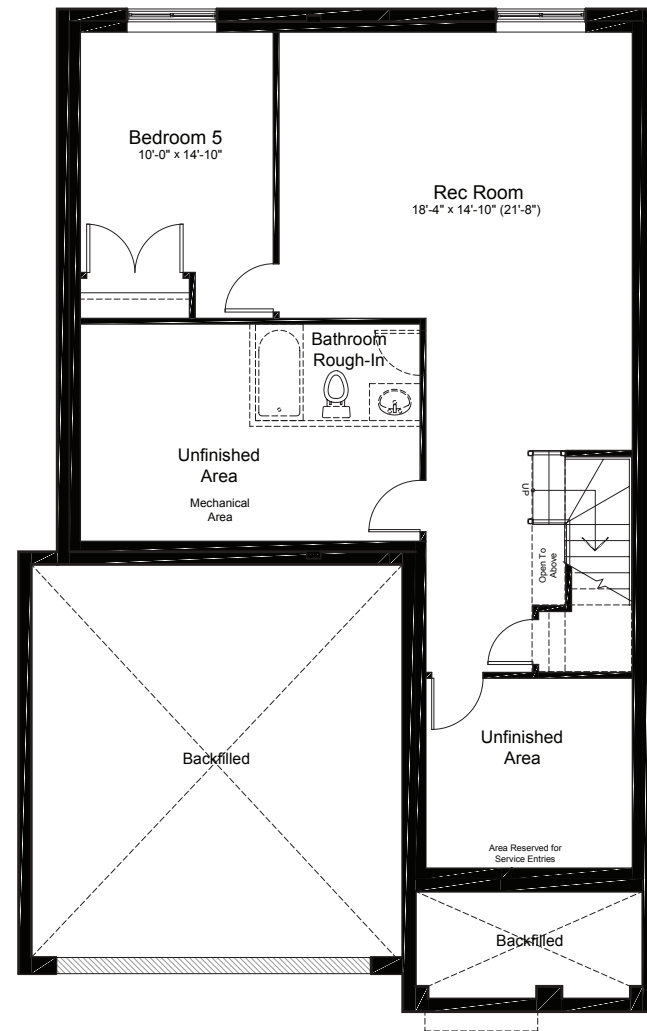 Bedroom 5
10'-0" x 14'-10"
Rec Room
18'-4" x 14'-10" (21'-8")
Bathroom
Rough-In
Unfinished
Area
Mechanical
Area
UP
Open To
Above
Unfinished
Area
Area Reserved for
Service Entries
Backfilled
Backfilled